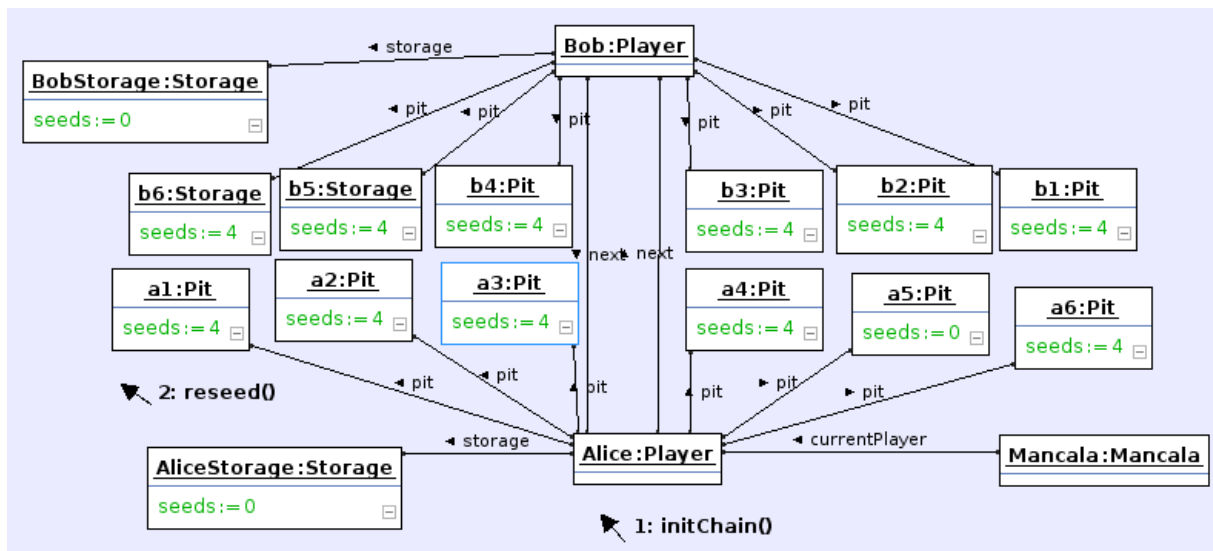 Bob:Player
◄ storage
BobStorage:Storage
seeds:=0
◄ pit
◄ pit
▼ pit
▼ pit
► pit
► pit
b6:Storage
seeds:=4
b5:Storage
seeds:=4
b4:Pit
seeds:=4
b3:Pit
seeds:=4
b2:Pit
seeds:=4
b1:Pit
seeds:=4
▼ next
▲ next
a1:Pit
seeds:=4
a2:Pit
seeds:=4
a3:Pit
seeds:=4
a4:Pit
seeds:=4
a5:Pit
seeds:=0
a6:Pit
seeds:=4
◄ pit
◄ pit
▲ pit
▲ pit
► pit
► pit
2: reseed()
◄ storage
◄ currentPlayer
AliceStorage:Storage
seeds:=0
Alice:Player
Mancala:Mancala
1: initChain()